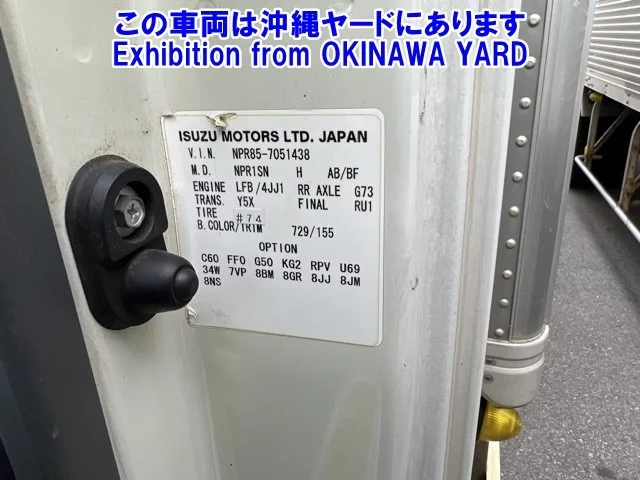 この車両は沖縄ヤードにあります
Exhibition from OKINAWA YARD
ISUZU MOTORS LTD. JAPAN
V.I.N. NPR85-7051438
M.D. NPR1SN H AB/BF
ENGINE LFB/4JJ1 RR AXLE G73
TRANS. Y5X FINAL RU1
TIRE #74
B.COLOR/TRIM 729/155
OPTION
C60 FF0 G50 KG2 RPV U69
34W 7VP 8BM 8GR 8JJ 8JM
8NS